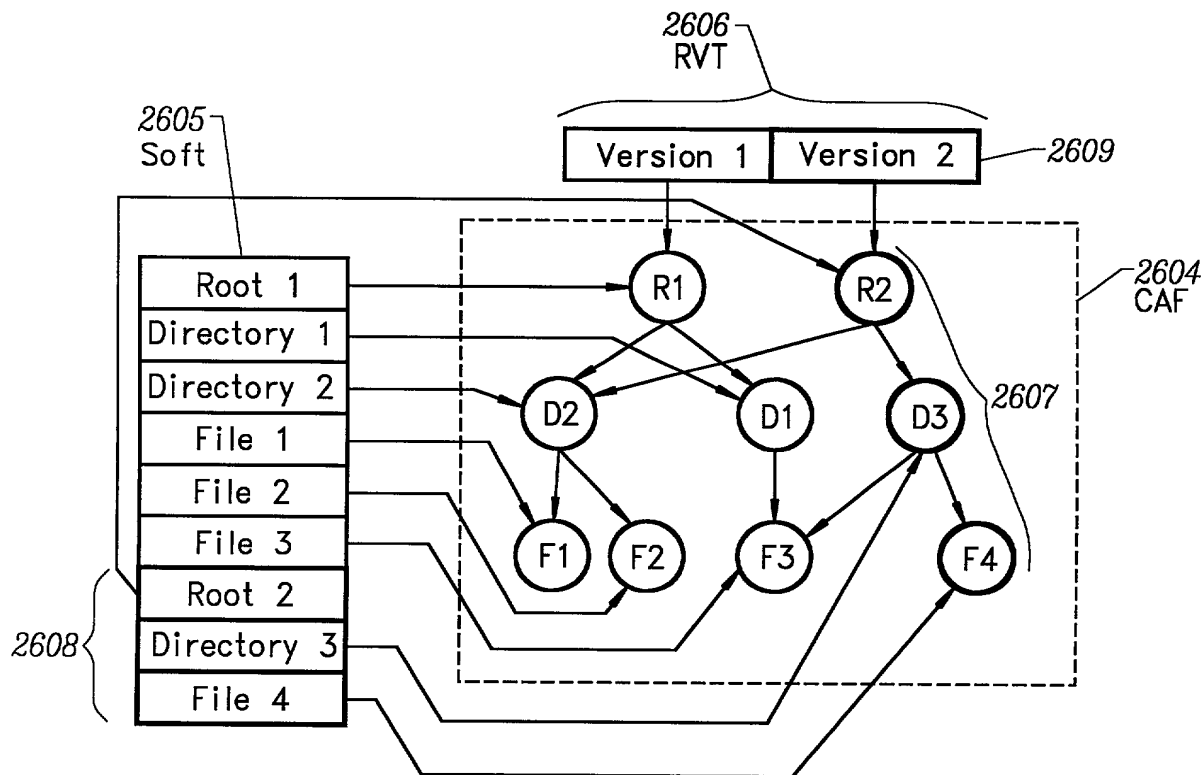 2606
RVT
2605
Soft
Version 1
Version 2
2609
Root 1
Directory 1
Directory 2
File 1
File 2
File 3
Root 2
Directory 3
File 4
2608
R1
R2
2604
CAF
D2
D1
D3
2607
F1
F2
F3
F4